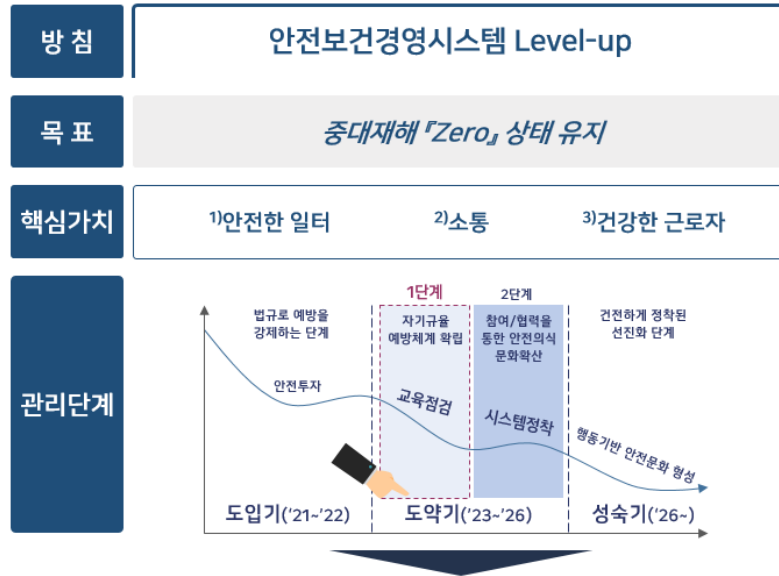 방 침
안전보건경영시스템 Level-up
목 표
중대재해 『Zero』 상태 유지
핵심가치
1)안전한 일터
2)소통
3)건강한 근로자
관리단계
법규로 예방을
강제하는 단계
안전투자
1단계
자기규율
예방체계 확립
교육점검
2단계
참여/협력을
통한 안전의식
문화확산
시스템정착
건전하게 정착된
선진화 단계
행동기반 안전문화 형성
도입기('21~'22)
도약기('23~'26)
성숙기('26~)